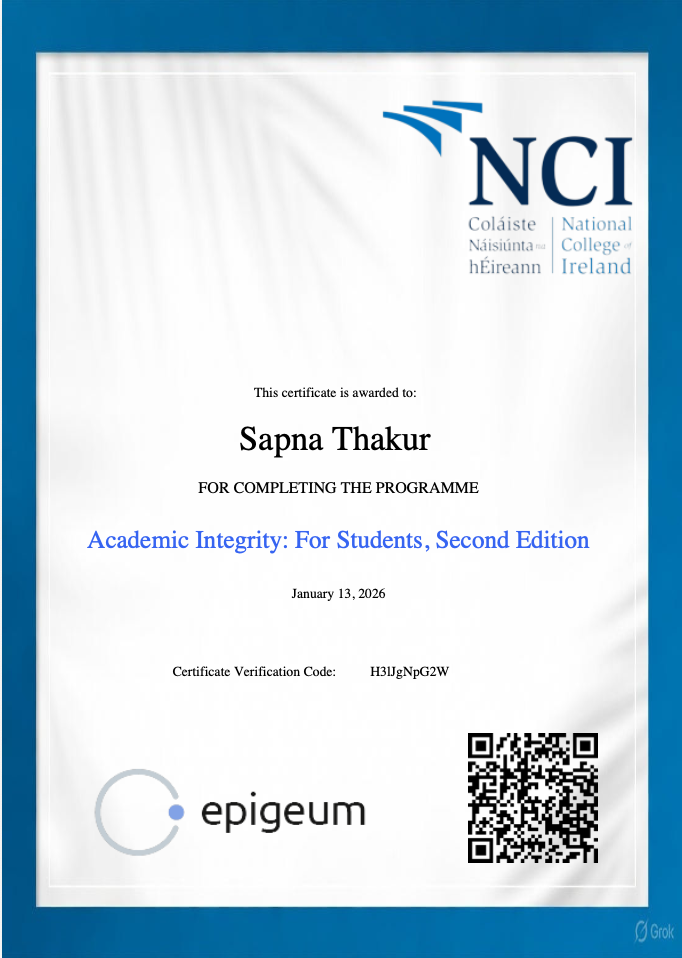 NCI
Coláiste
Náisiúnta na
hÉireann
National
College of
Ireland
This certificate is awarded to:
Sapna Thakur
FOR COMPLETING THE PROGRAMME
Academic Integrity: For Students, Second Edition
January 13, 2026
Certificate Verification Code: H3lJgNpG2W
epigeum
Grok